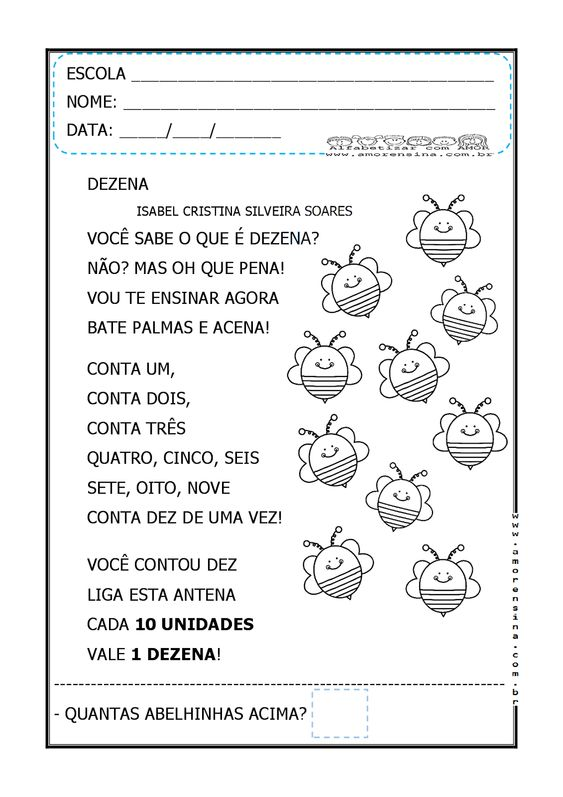 ESCOLA _______________________________________
NOME: ________________________________________
DATA: _____/____/_______
Alfabetizar com AMOR
www.amorensina.com.br
DEZENA
ISABEL CRISTINA SILVEIRA SOARES
VOCÊ SABE O QUE É DEZENA?
NÃO? MAS OH QUE PENA!
VOU TE ENSINAR AGORA
BATE PALMAS E ACENA!
CONTA UM,
CONTA DOIS,
CONTA TRÊS
QUATRO, CINCO, SEIS
SETE, OITO, NOVE
CONTA DEZ DE UMA VEZ!
VOCÊ CONTOU DEZ
LIGA ESTA ANTENA
CADA 10 UNIDADES
VALE 1 DEZENA!
www.amorensina.com.br
- QUANTAS ABELHINHAS ACIMA?